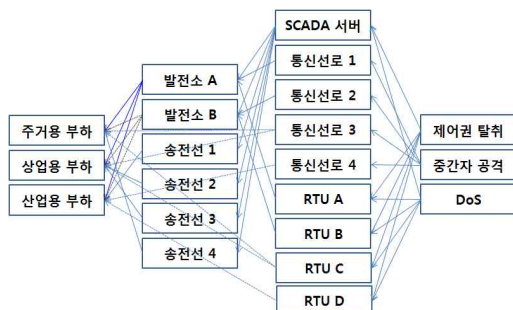 주거용 부하
상업용 부하
산업용 부하
발전소 A
발전소 B
송전선 1
송전선 2
송전선 3
송전선 4
SCADA 서버
통신선로 1
통신선로 2
통신선로 3
통신선로 4
RTU A
RTU B
RTU C
RTU D
제어권 탈취
중간자 공격
DoS